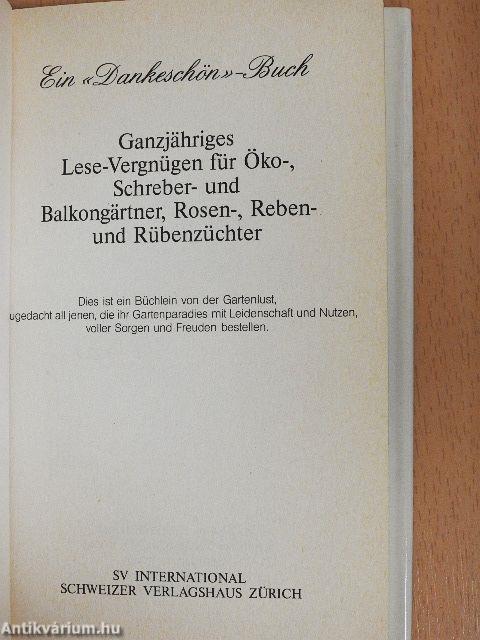 Ein «Dankeschön»-Buch
Ganzjähriges
Lese-Vergnügen für Öko-,
Schreber- und
Balkongärtner, Rosen-, Reben-
und Rübenzüchter
Dies ist ein Büchlein von der Gartenlust,
ugedacht all jenen, die ihr Gartenparadies mit Leidenschaft und Nutzen,
voller Sorgen und Freuden bestellen.
SV INTERNATIONAL
SCHWEIZER VERLAGSHAUS ZÜRICH
Antikvárium.hu